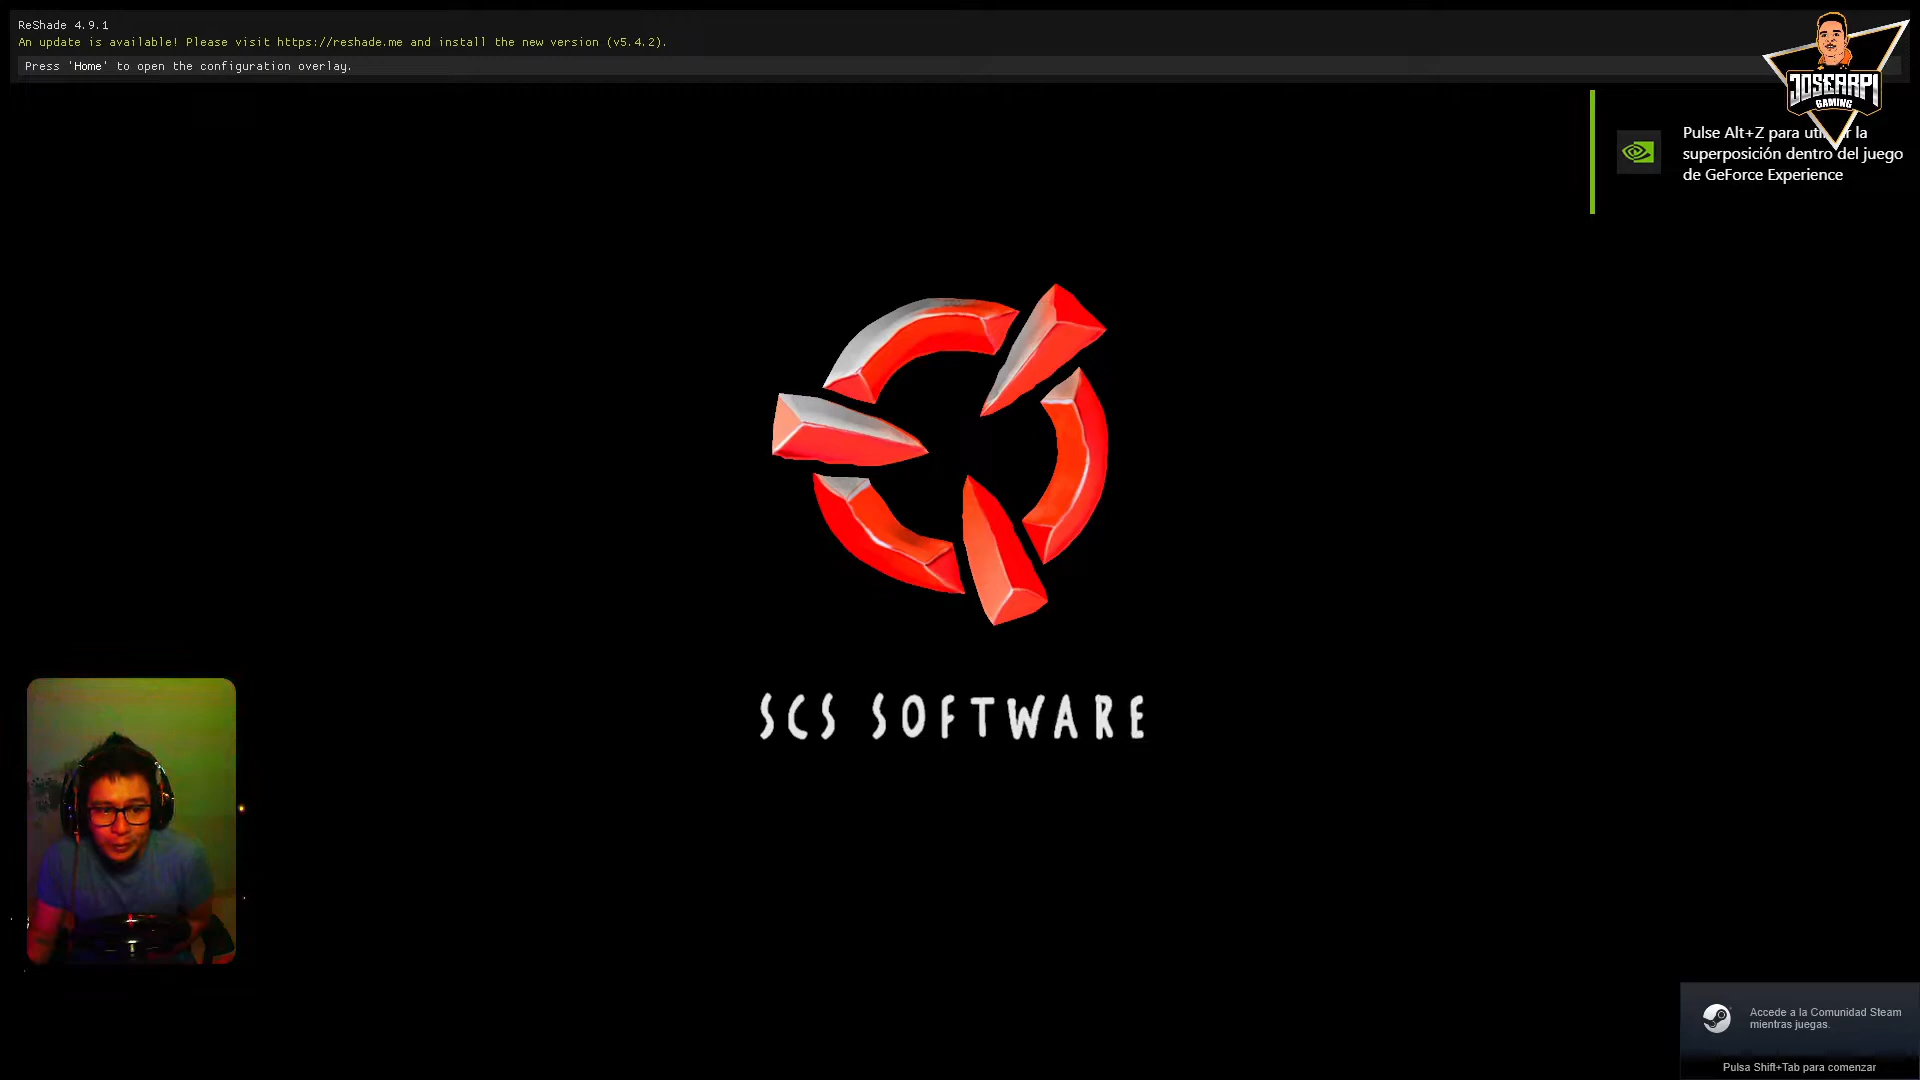 ReShade 4.9.1
An update is available! Please visit https://reshade.me and install the new version (v5.4.2).
Press 'Home' to open the configuration overlay.
JOSEARPI
GAMING
Pulse Alt+Z para utilizar la
superposición dentro del juego
de GeForce Experience
SCS SOFTWARE
Accede a la Comunidad Steam
mientras juegas.
Pulsa Shift+Tab para comenzar